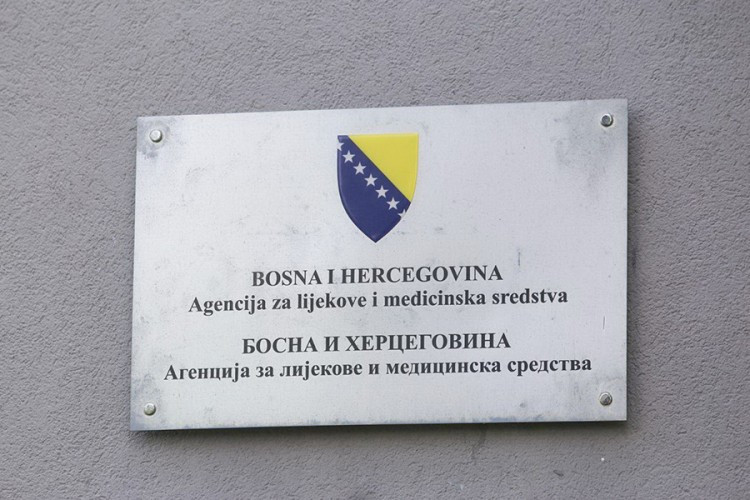 BOSNA I HERCEGOVINA
Agencija za lijekove i medicinska sredstva
БОСНА И ХЕРЦЕГОВИНА
Агенција за лијекове и медицинска средства